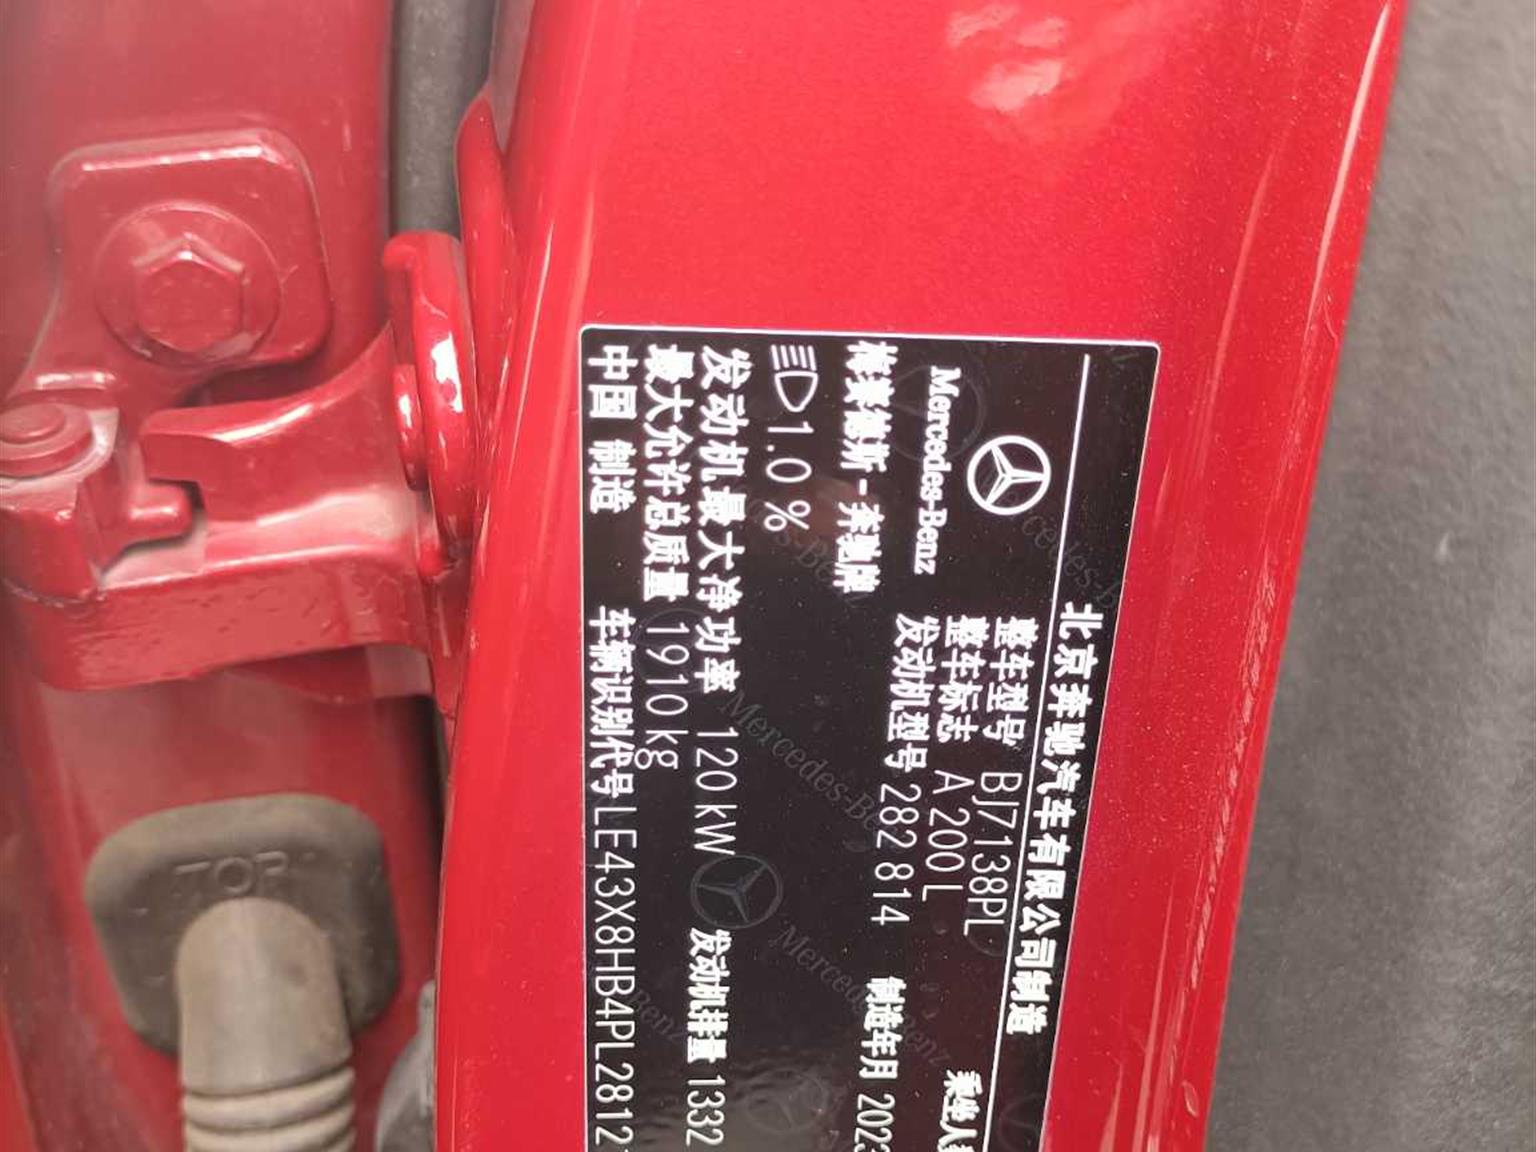 北京奔驰汽车有限公司制造
Mercedes-Benz
整车型号 BJ7138PL
整车标志 A 200 L
乘坐人
发动机型号 282 814
制造年月 2023
梅赛德斯-奔驰牌
1.0 %
发动机最大净功率 120 kW
发动机排量 1332
最大允许总质量 1910 kg
中国 制造
车辆识别代号 LE43X8HB4PL2812
TOP